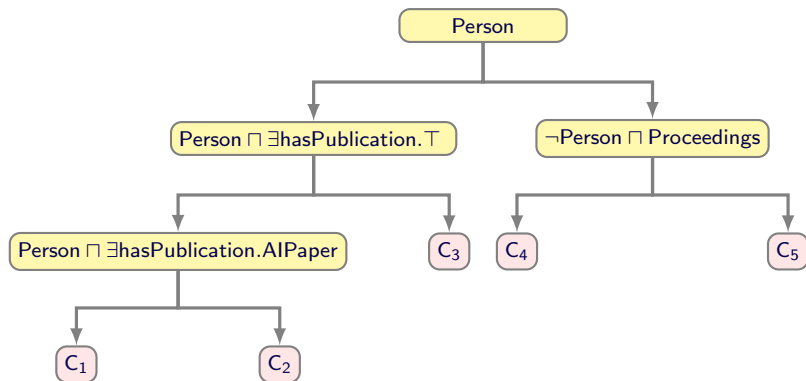 Person
Person ⊓ ∃hasPublication.⊤
¬Person ⊓ Proceedings
Person ⊓ ∃hasPublication.AIPaper
C₃
C₄
C₅
C₁
C₂